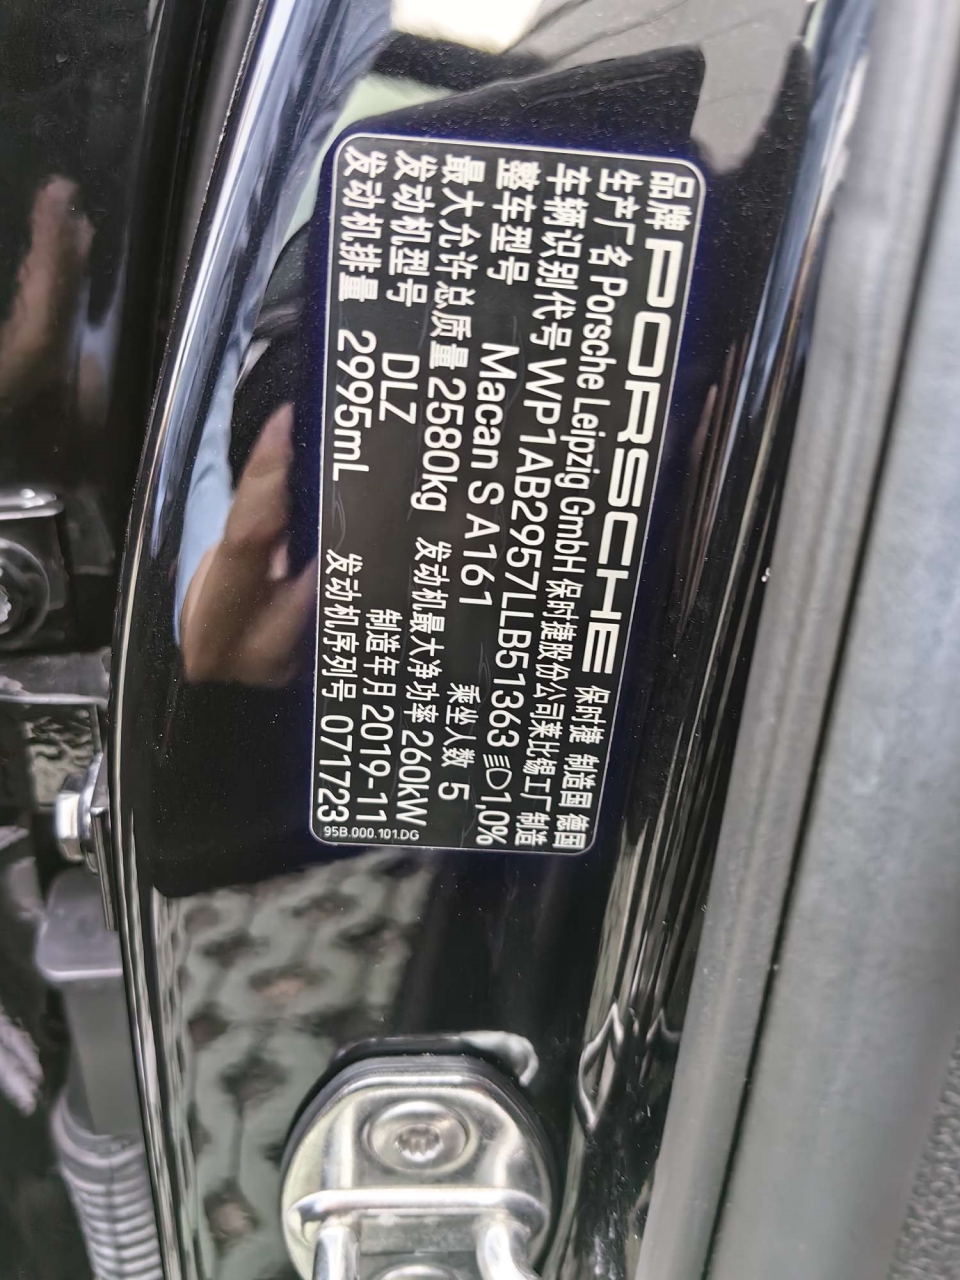 品牌 PORSCHE 保时捷 制造国 德国
生产厂名 Porsche Leipzig GmbH 保时捷股份公司莱比锡工厂制造
车辆识别代号 WP1AB2957LLB51363 1,0%
整车型号 Macan S A161 乘坐人数 5
最大允许总质量 2580kg 发动机最大净功率 260kW
发动机型号 DLZ 制造年月 2019-11
发动机排量 2995mL 发动机序列号 071723
95B.000.101.DG